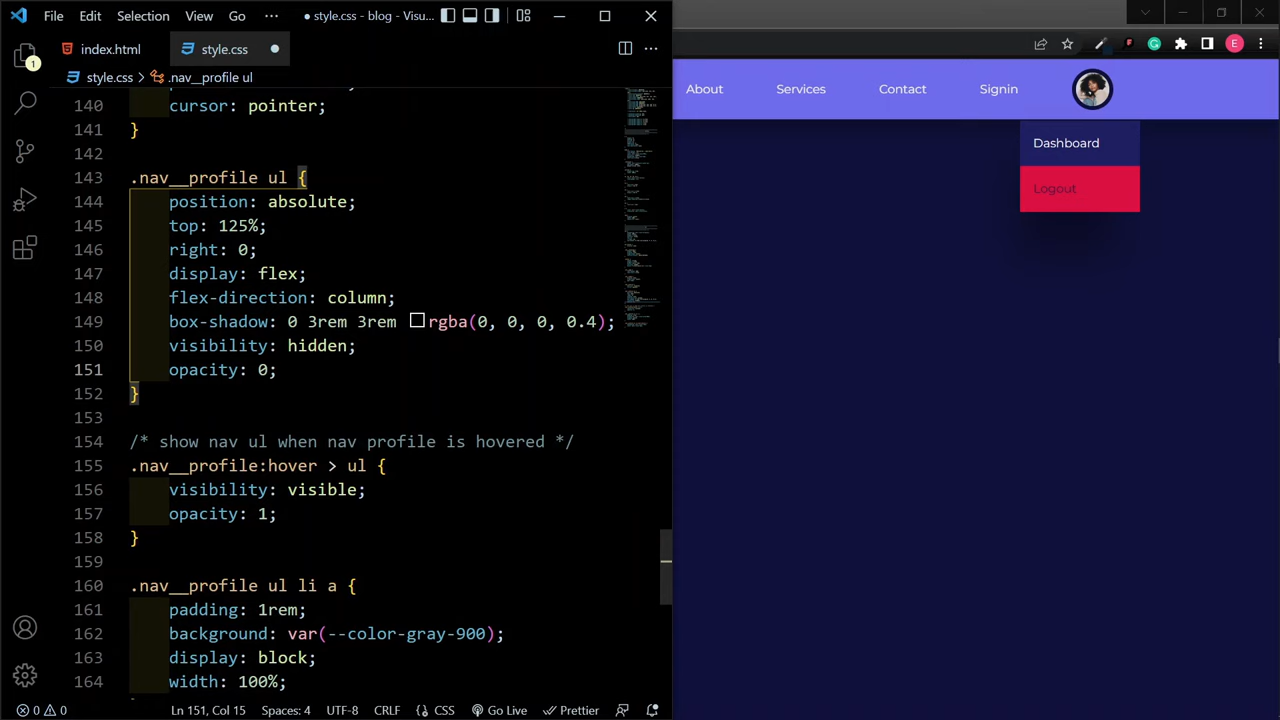 File Edit Selection View Go ··· ● style.css - blog - Visu...
index.html style.css ●
style.css > .nav__profile ul
1
140 cursor: pointer;
141 }
142
143 .nav__profile ul {
144 position: absolute;
145 top: 125%;
146 right: 0;
147 display: flex;
148 flex-direction: column;
149 box-shadow: 0 3rem 3rem rgba(0, 0, 0, 0.4);
150 visibility: hidden;
151 opacity: 0;
152 }
153
154 /* show nav ul when nav profile is hovered */
155 .nav__profile:hover > ul {
156 visibility: visible;
157 opacity: 1;
158 }
159
160 .nav__profile ul li a {
161 padding: 1rem;
162 background: var(--color-gray-900);
163 display: block;
164 width: 100%;
0 0 Ln 151, Col 15 Spaces: 4 UTF-8 CRLF {} CSS Go Live Prettier
E
About Services Contact Signin
Dashboard
Logout